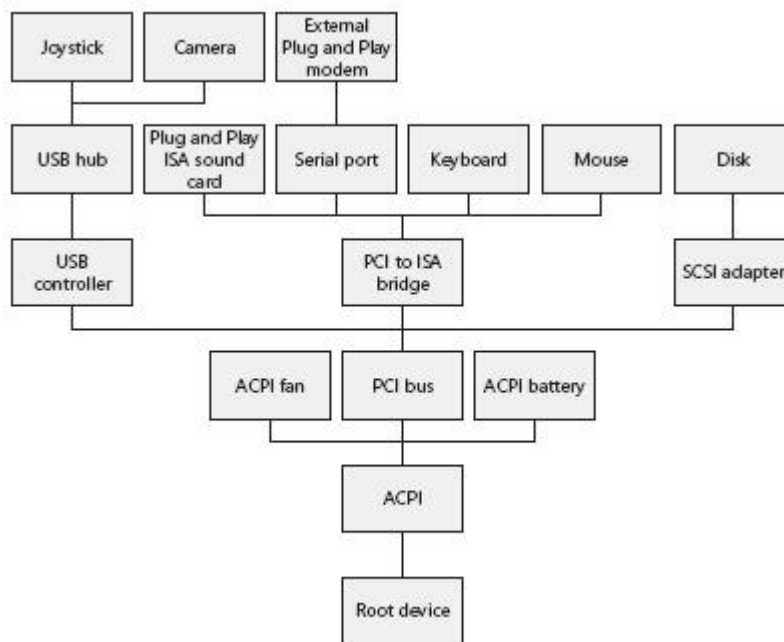 Joystick
Camera
External
Plug and Play
modem
USB hub
Plug and Play
ISA sound
card
Serial port
Keyboard
Mouse
Disk
USB
controller
PCI to ISA
bridge
SCSI adapter
ACPI fan
PCI bus
ACPI battery
ACPI
Root device